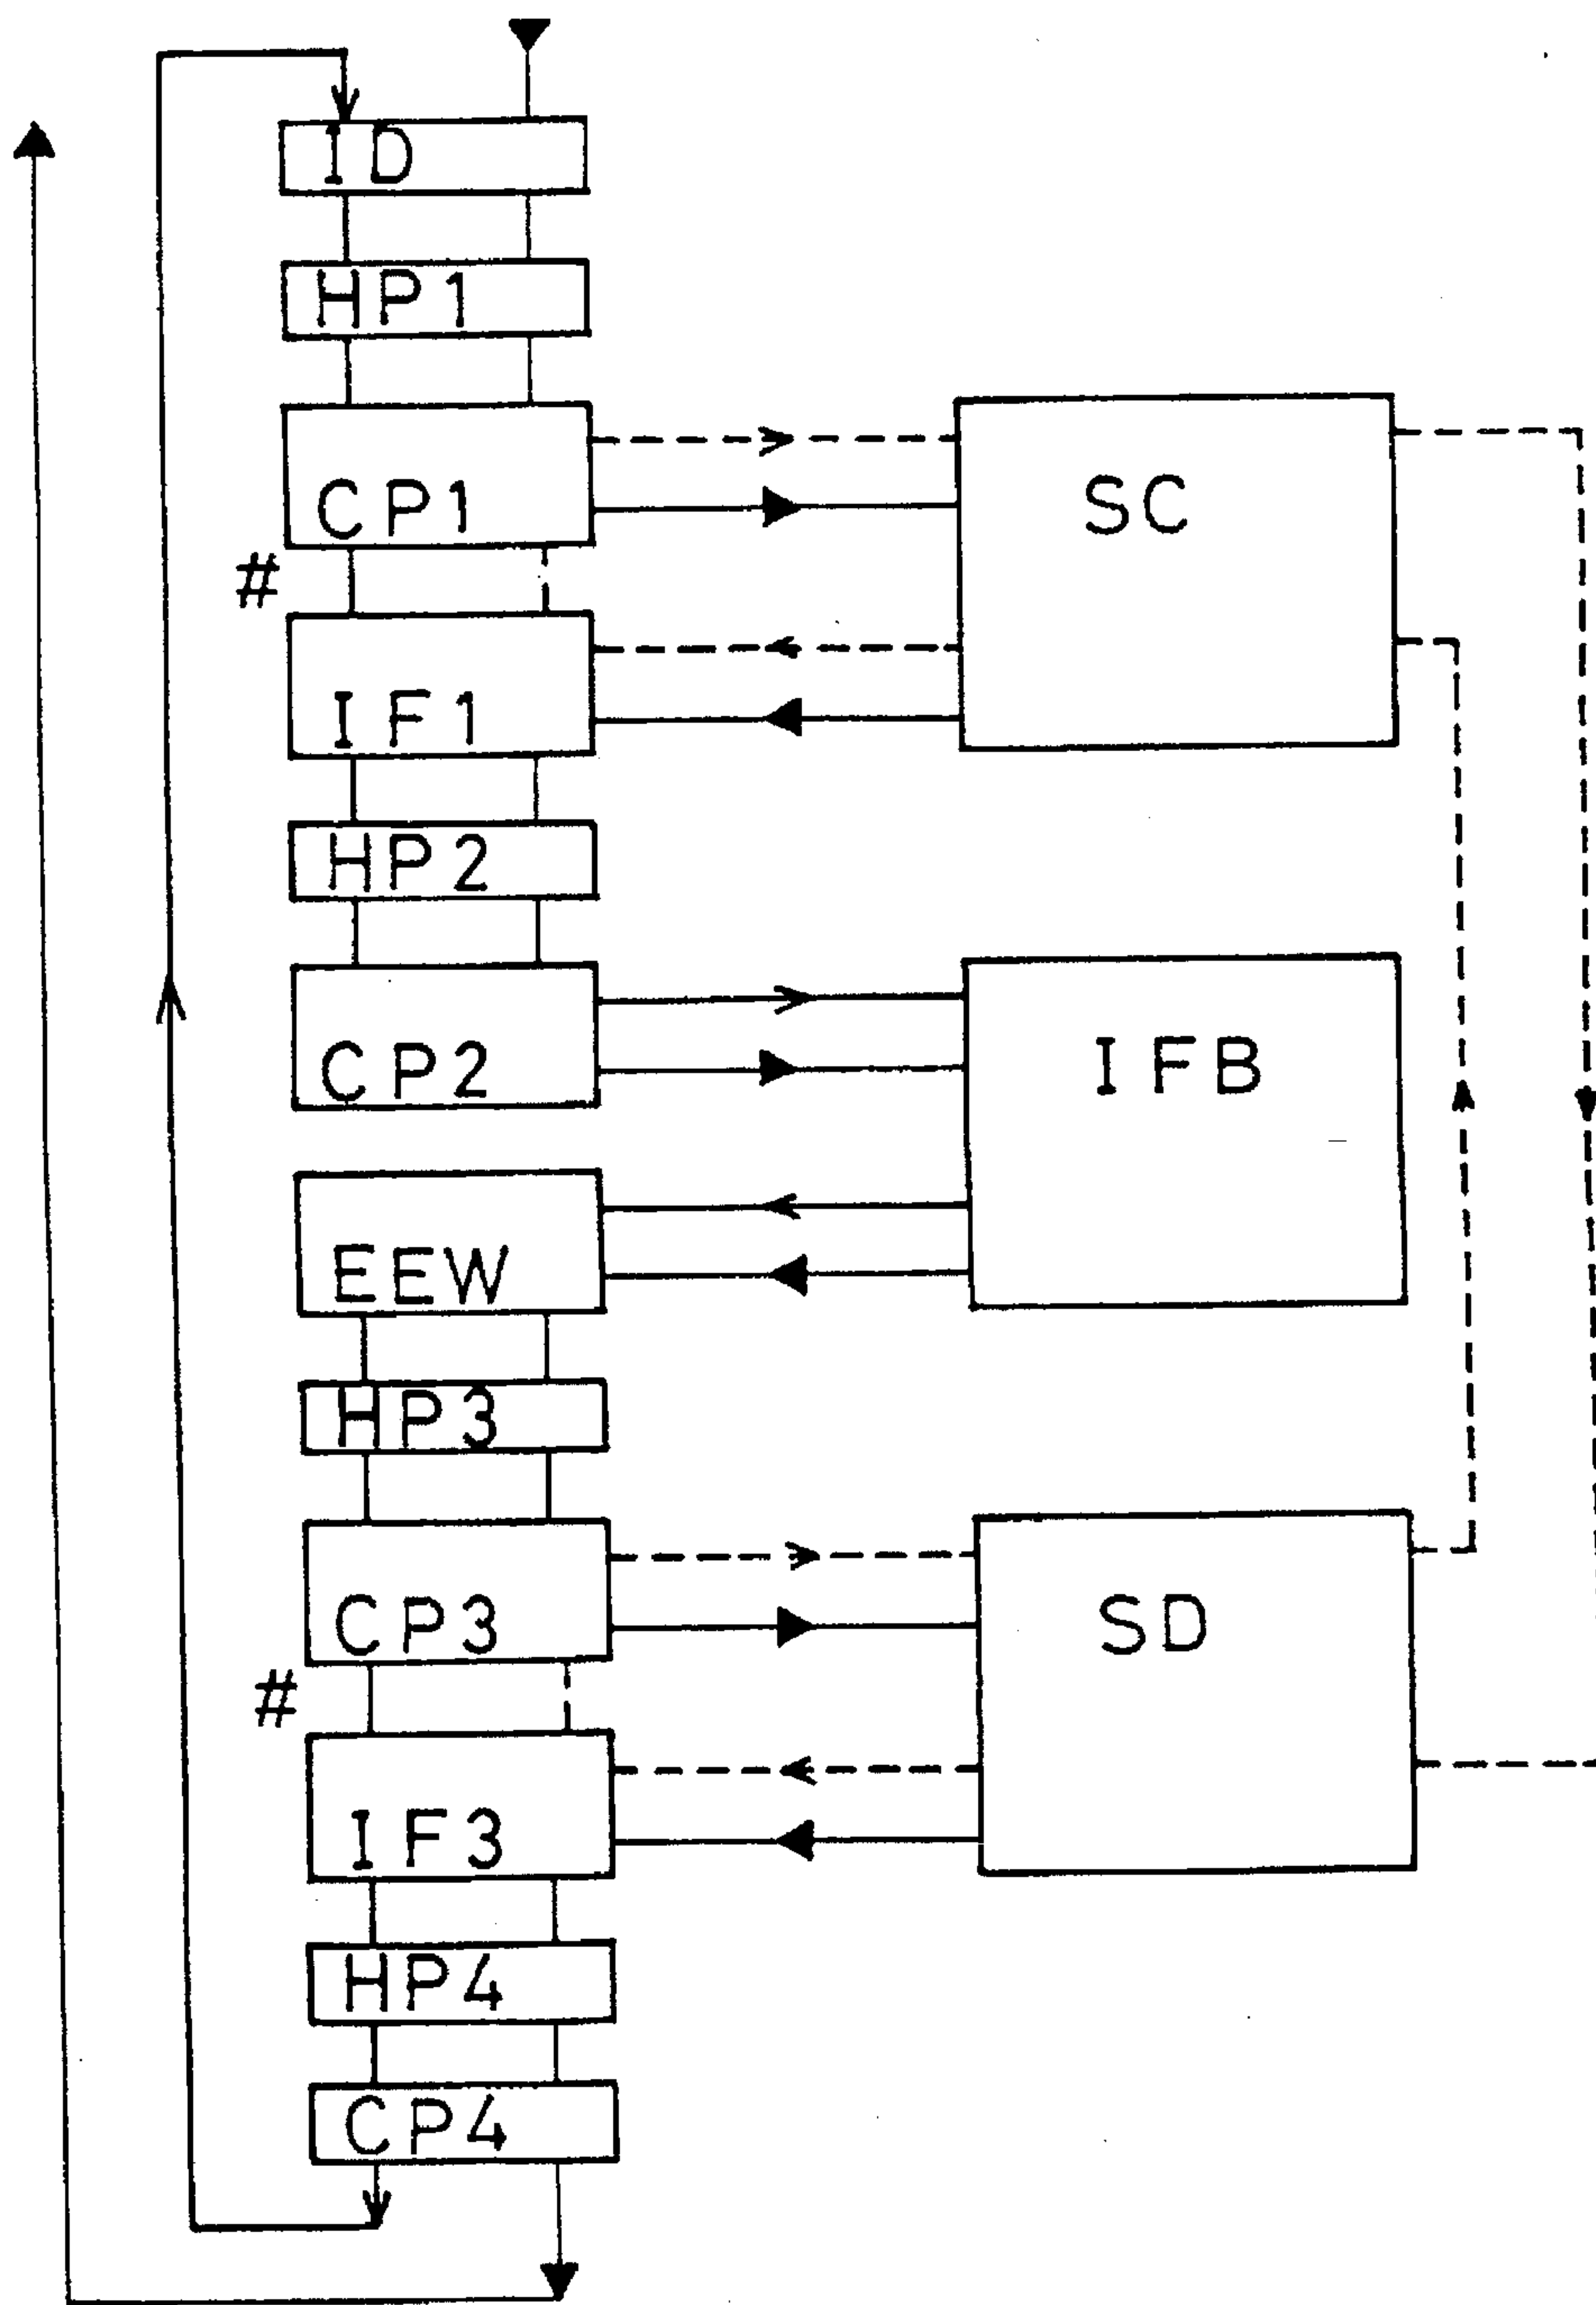 ID
HP1
CP1
SC
#
IF1
HP2
CP2
IFB
EEW
HP3
CP3
SD
#
IF3
HP4
CP4